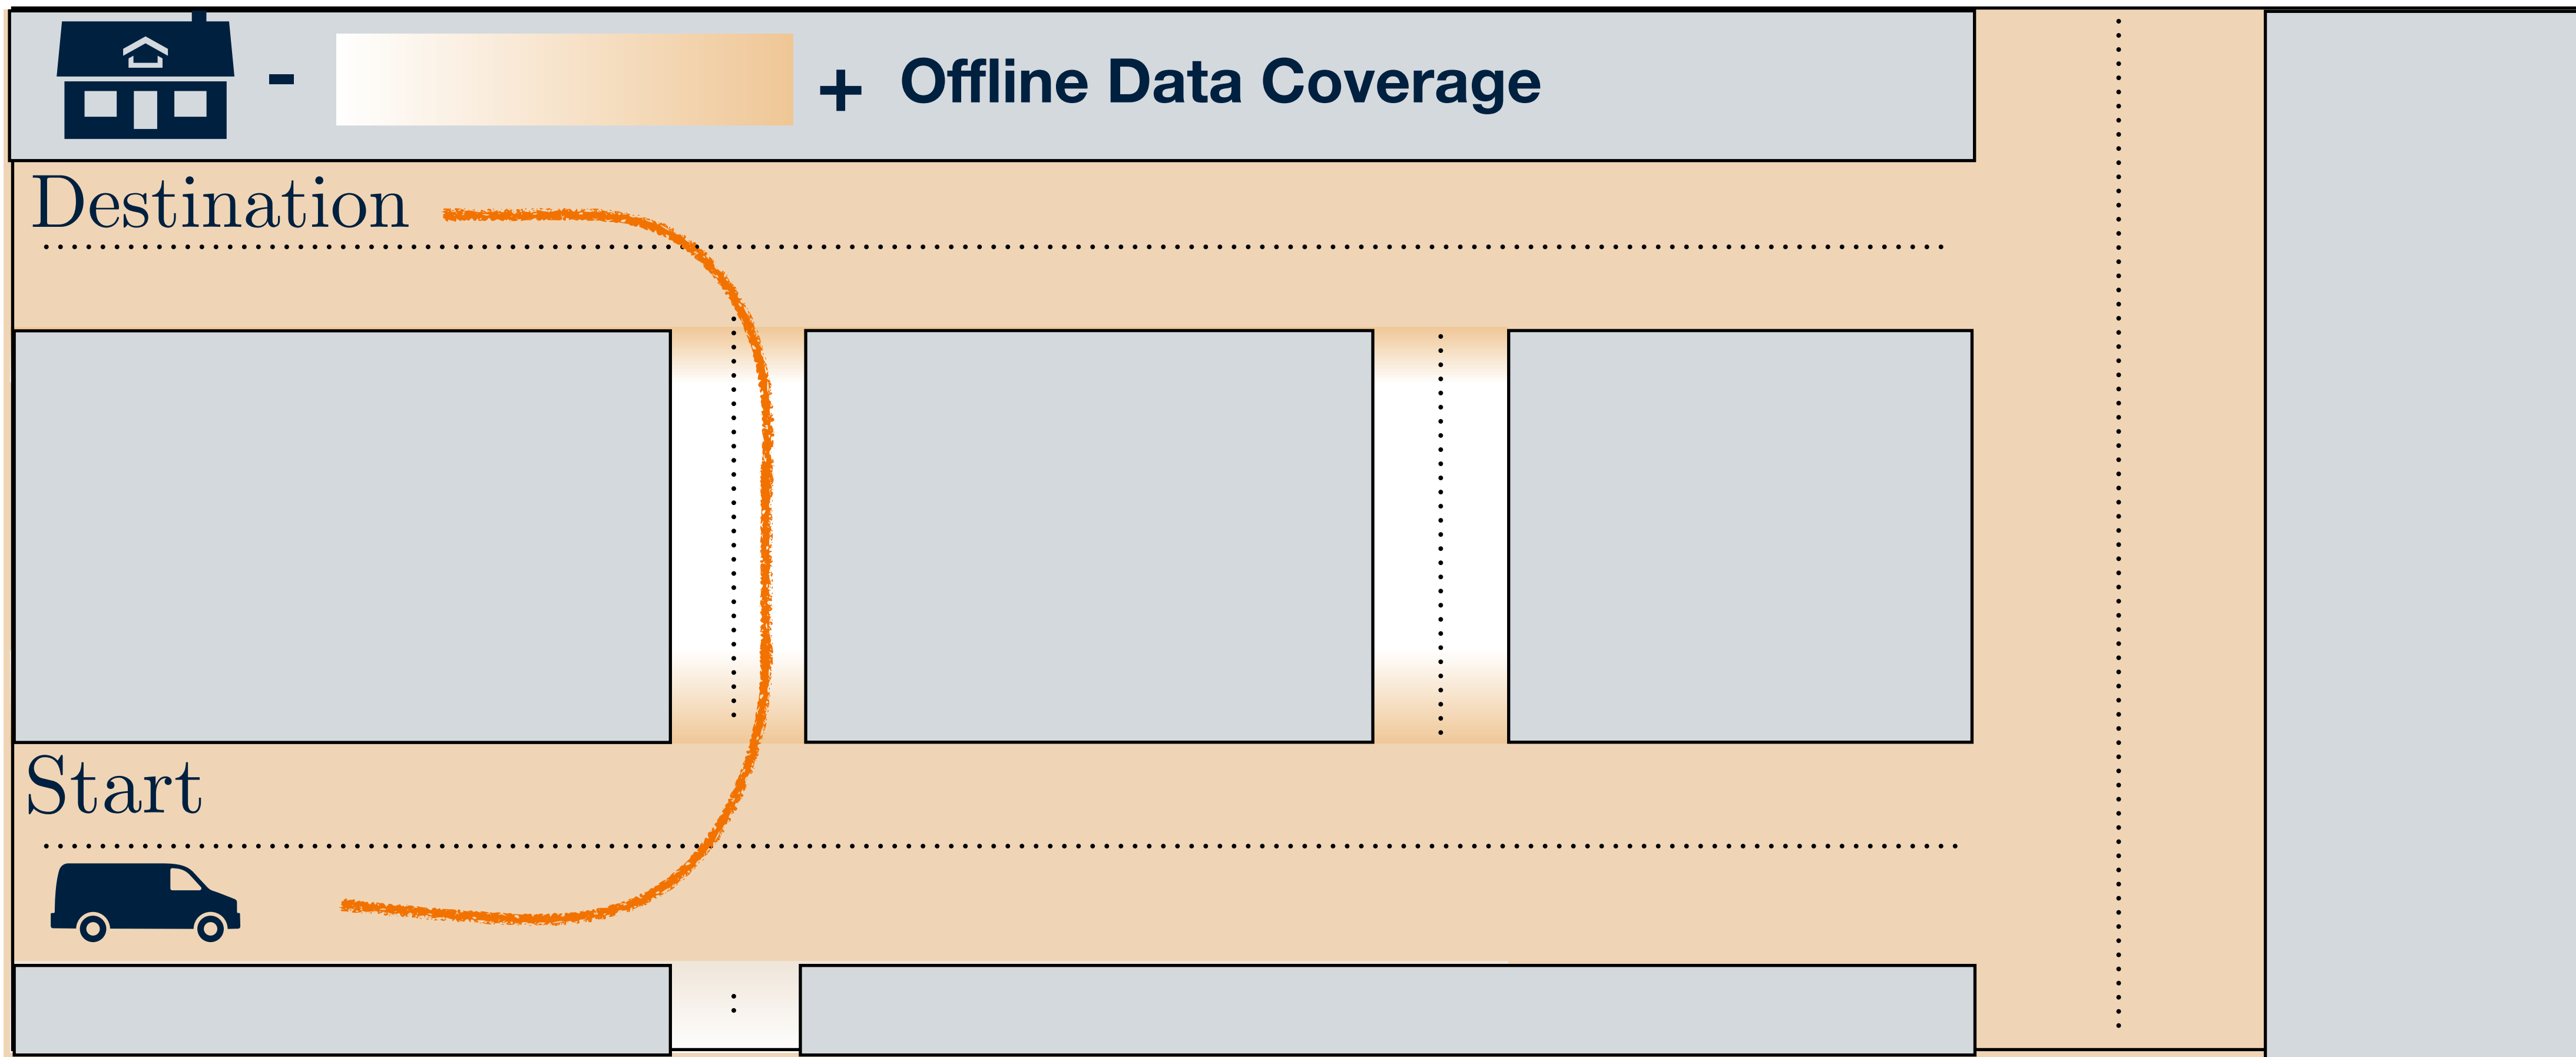 - + Offline Data Coverage
Destination
Start